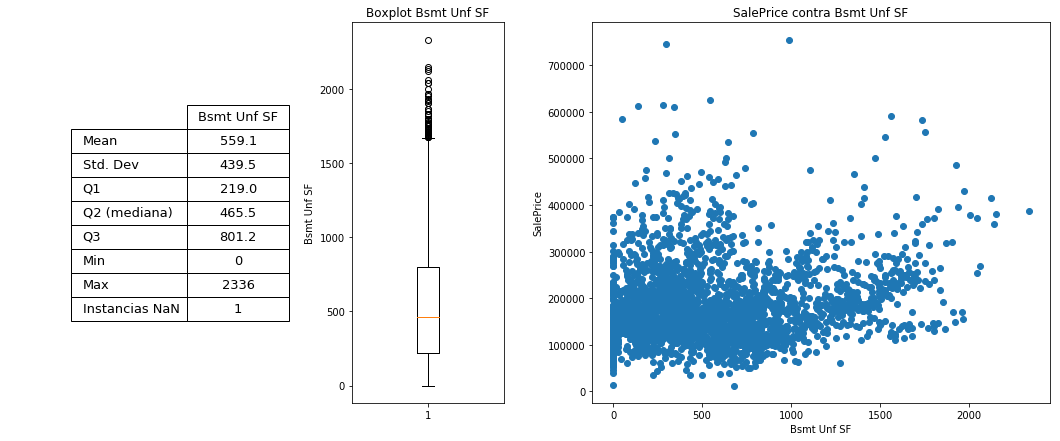 Bsmt Unf SF
Mean 559.1
Std. Dev 439.5
Q1 219.0
Q2 (mediana) 465.5
Q3 801.2
Min 0
Max 2336
Instancias NaN 1
Boxplot Bsmt Unf SF
Bsmt Unf SF
2000
1500
1000
500
0
1
SalePrice contra Bsmt Unf SF
SalePrice
700000
600000
500000
400000
300000
200000
100000
0
0 500 1000 1500 2000
Bsmt Unf SF